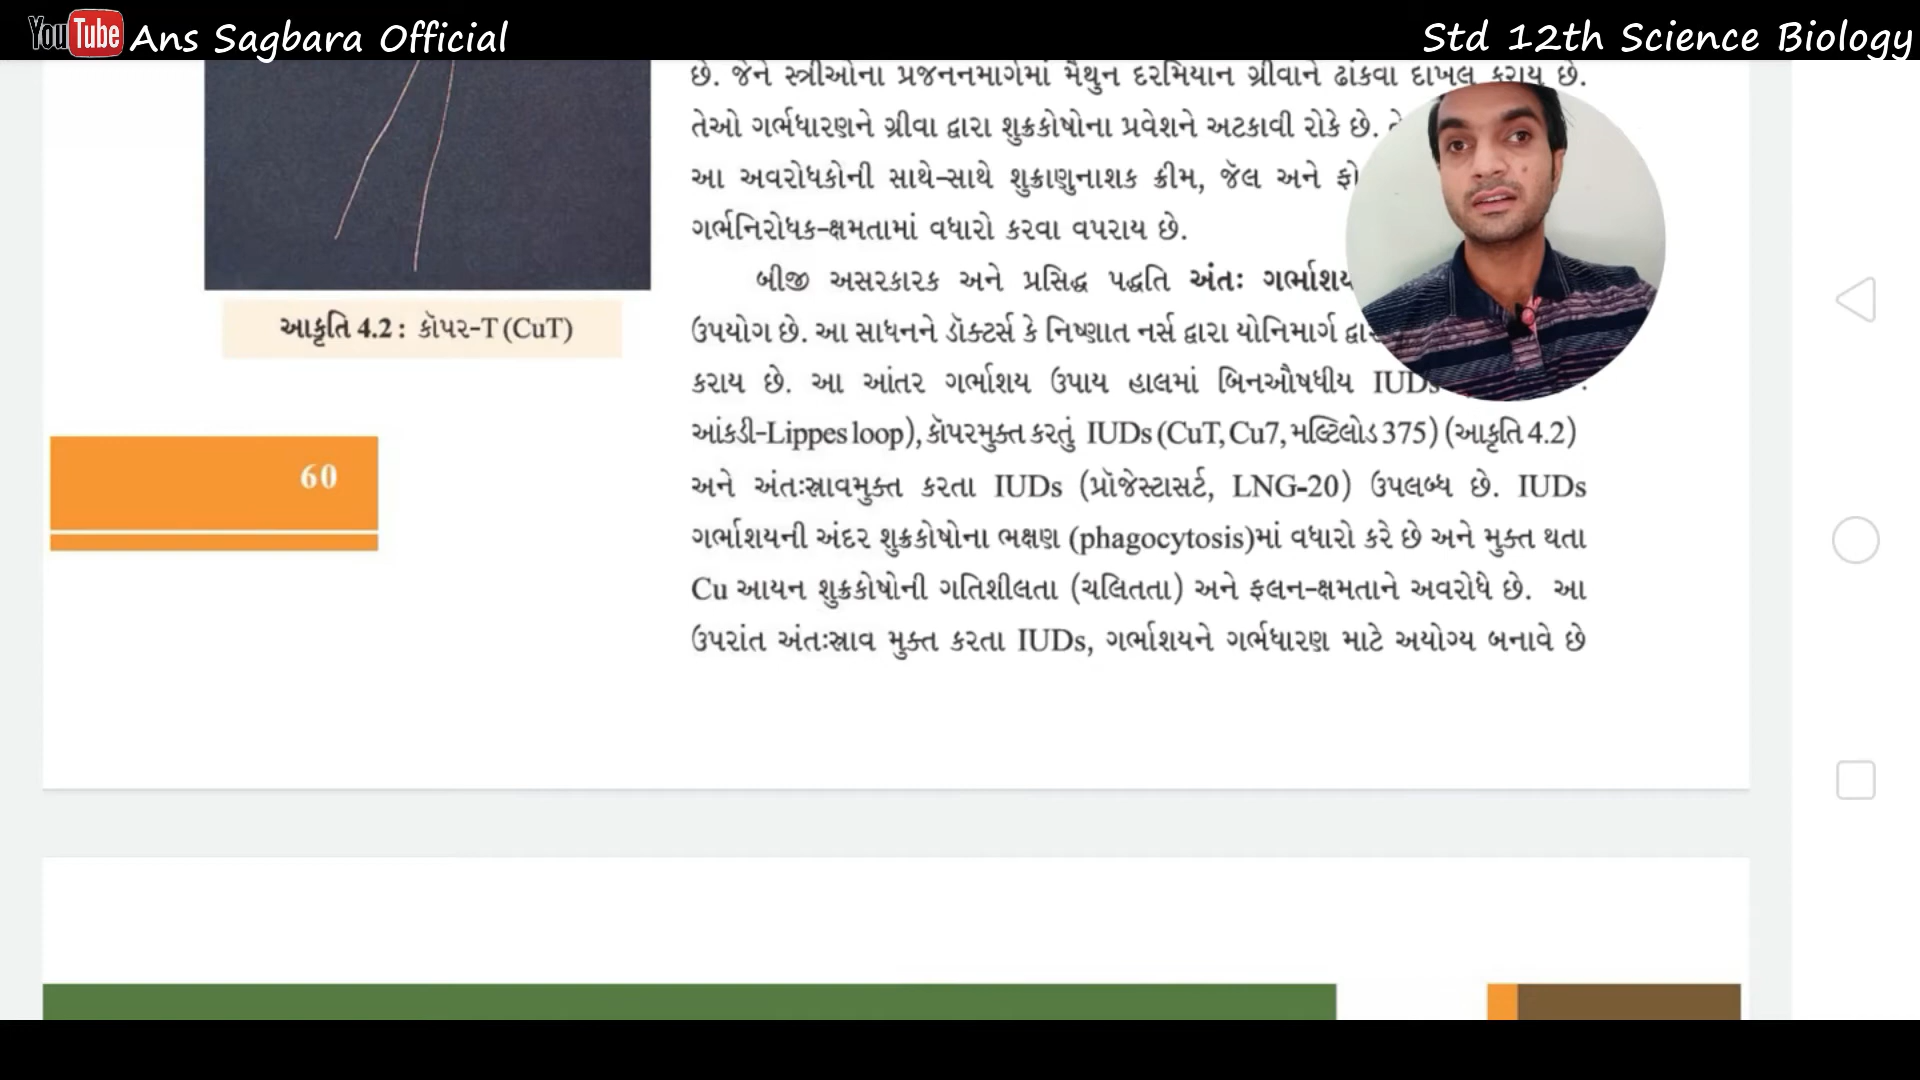 YouTube Ans Sagbara Official
Std 12th Science Biology
છે. જેને સ્ત્રીઓના પ્રજનનમાર્ગમાં મૈથુન દરમિયાન ગ્રીવાને ઢાંકવા દાખલ કરાય છે.
તેઓ ગર્ભધારણને ગ્રીવા દ્વારા શુક્રકોષોના પ્રવેશને અટકાવી રોકે છે.
આ અવરોધકોની સાથે-સાથે શુક્રાણુનાશક ક્રીમ, જૅલ અને
ગર્ભનિરોધક-ક્ષમતામાં વધારો કરવા વપરાય છે.
બીજી અસરકારક અને પ્રસિદ્ધ પદ્ધતિ અંતઃ ગર્ભાશય
ઉપયોગ છે. આ સાધનને ડૉક્ટર્સ કે નિષ્ણાત નર્સ દ્વારા યોનિમાર્ગ
કરાય છે. આ આંતર ગર્ભાશય ઉપાય હાલમાં બિનઔષધીય IUDs
આંકડી-Lippes loop), કૉપરમુક્ત કરતું IUDs (CuT, Cu7, મલ્ટિલોડ 375) (આકૃતિ 4.2)
અને અંતઃસ્રાવમુક્ત કરતા IUDs (પ્રૉજેસ્ટાસર્ટ, LNG-20) ઉપલબ્ધ છે. IUDs
ગર્ભાશયની અંદર શુક્રકોષોના ભક્ષણ (phagocytosis)માં વધારો કરે છે અને મુક્ત થતા
Cu આયન શુક્રકોષોની ગતિશીલતા (ચલિતતા) અને ફલન-ક્ષમતાને અવરોધે છે. આ
ઉપરાંત અંતઃસ્રાવ મુક્ત કરતા IUDs, ગર્ભાશયને ગર્ભધારણ માટે અયોગ્ય બનાવે છે
આકૃતિ 4.2 : કૉપર-T (CuT)
60